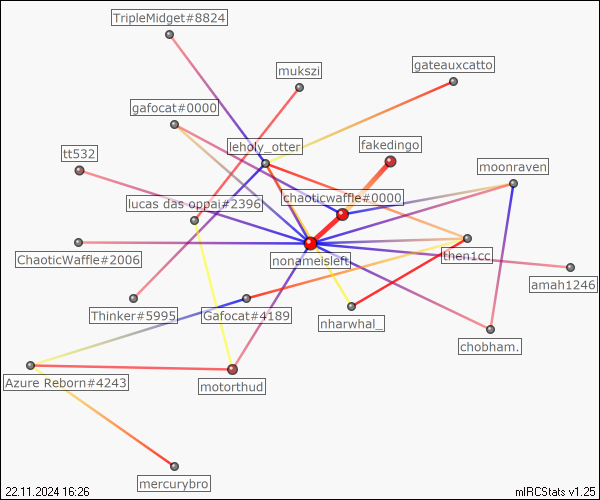 TripleMidget#8824
gateauxcatto
mukszi
gafocat#0000
leholy_otter
fakedingo
tt532
moonraven
chaoticwaffle#0000
lucas cas oppai#2396
ChaoticWaffle#2006
nonameisleft
then1cc
amah1246
Thinker#5995
Gafocat#4189
nharwhal_
chobham.
Azure Reborn#4243
motorthud
mercurybro
22.11.2024 16:26
mIRCStats v1.25